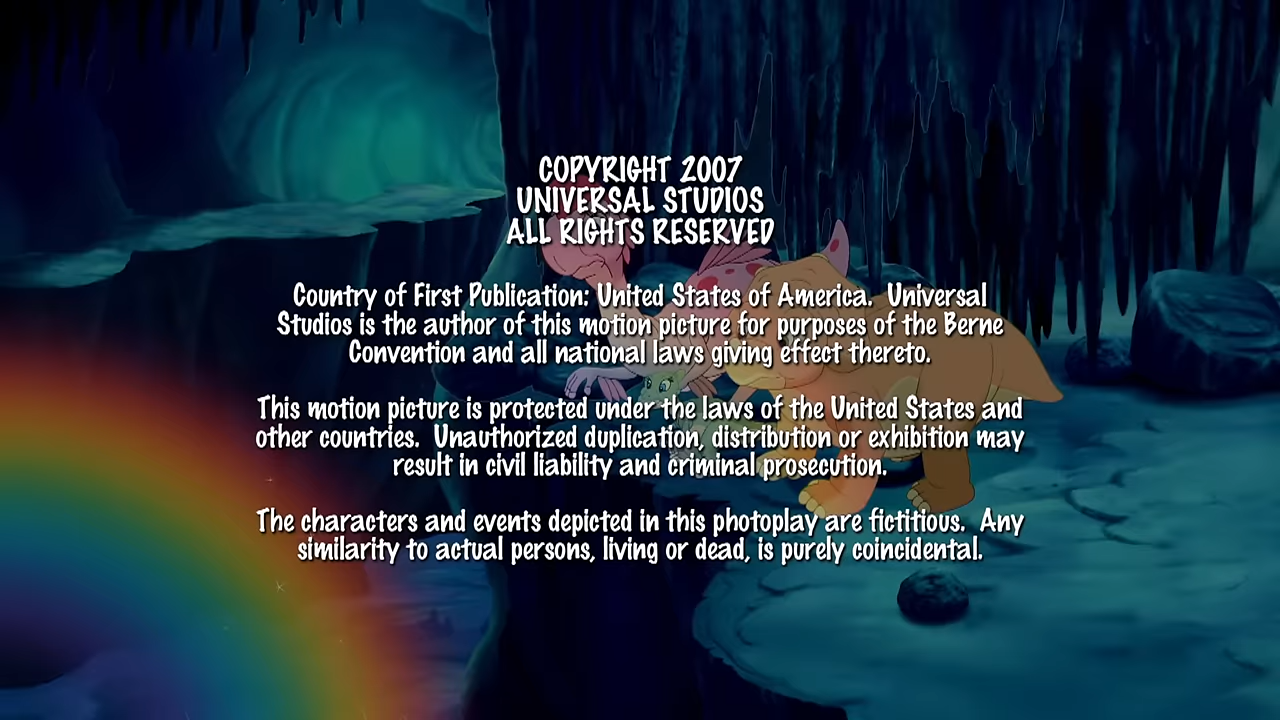 COPYRIGHT 2007
UNIVERSAL STUDIOS
ALL RIGHTS RESERVED
Country of First Publication: United States of America.  Universal
Studios is the author of this motion picture for purposes of the Berne
Convention and all national laws giving effect thereto.
This motion picture is protected under the laws of the United States and
other countries.  Unauthorized duplication, distribution or exhibition may
result in civil liability and criminal prosecution.
The characters and events depicted in this photoplay are fictitious.  Any
similarity to actual persons, living or dead, is purely coincidental.